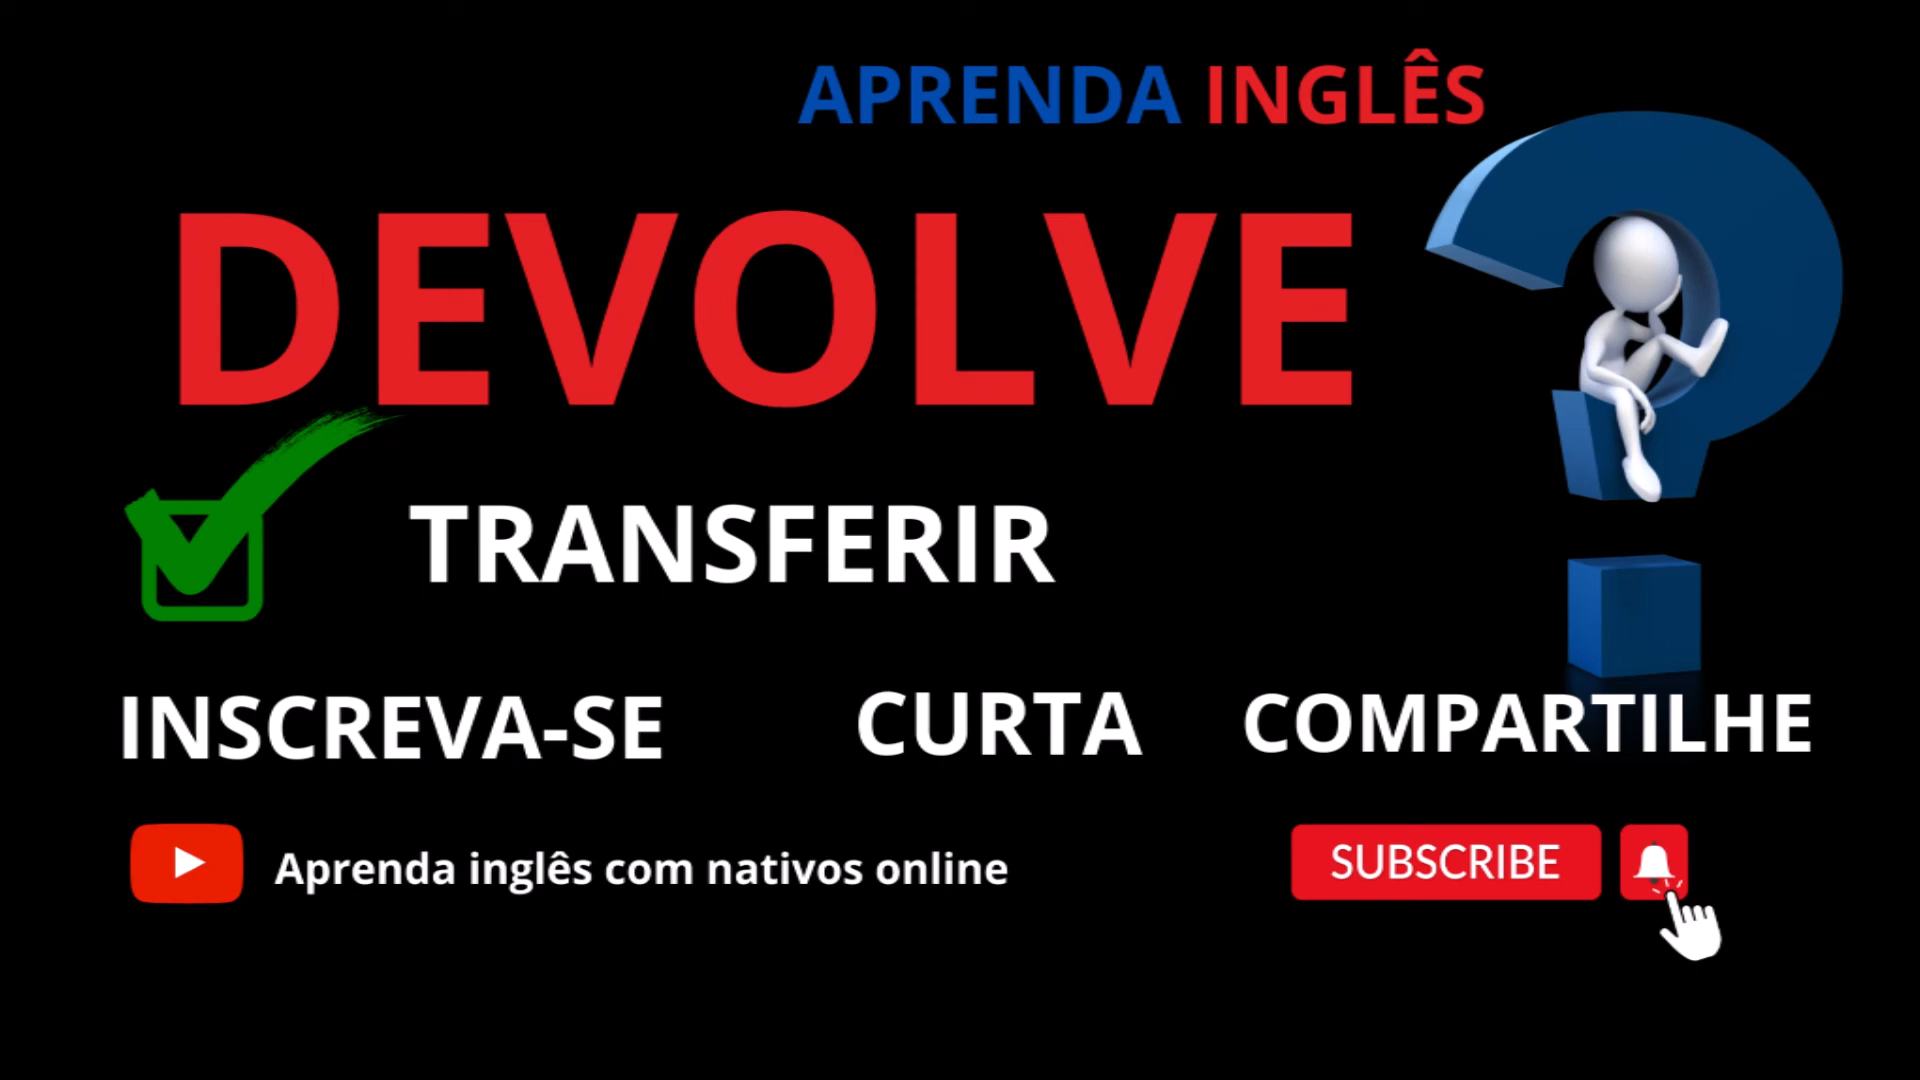 APRENDA INGLÊS
DEVOLVE
TRANSFERIR
INSCREVA-SE CURTA COMPARTILHE
Aprenda inglês com nativos online SUBSCRIBE